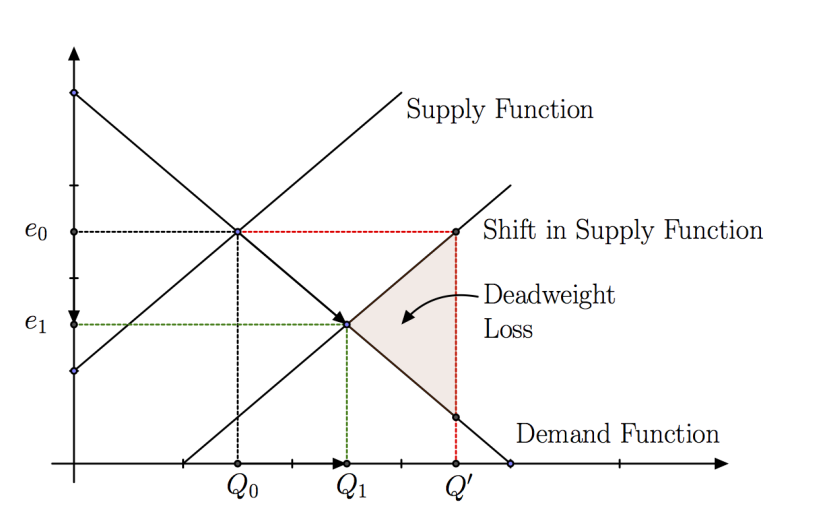 Supply Function
e₀
Shift in Supply Function
Deadweight
Loss
e₁
Demand Function
Q₀
Q₁
Q′